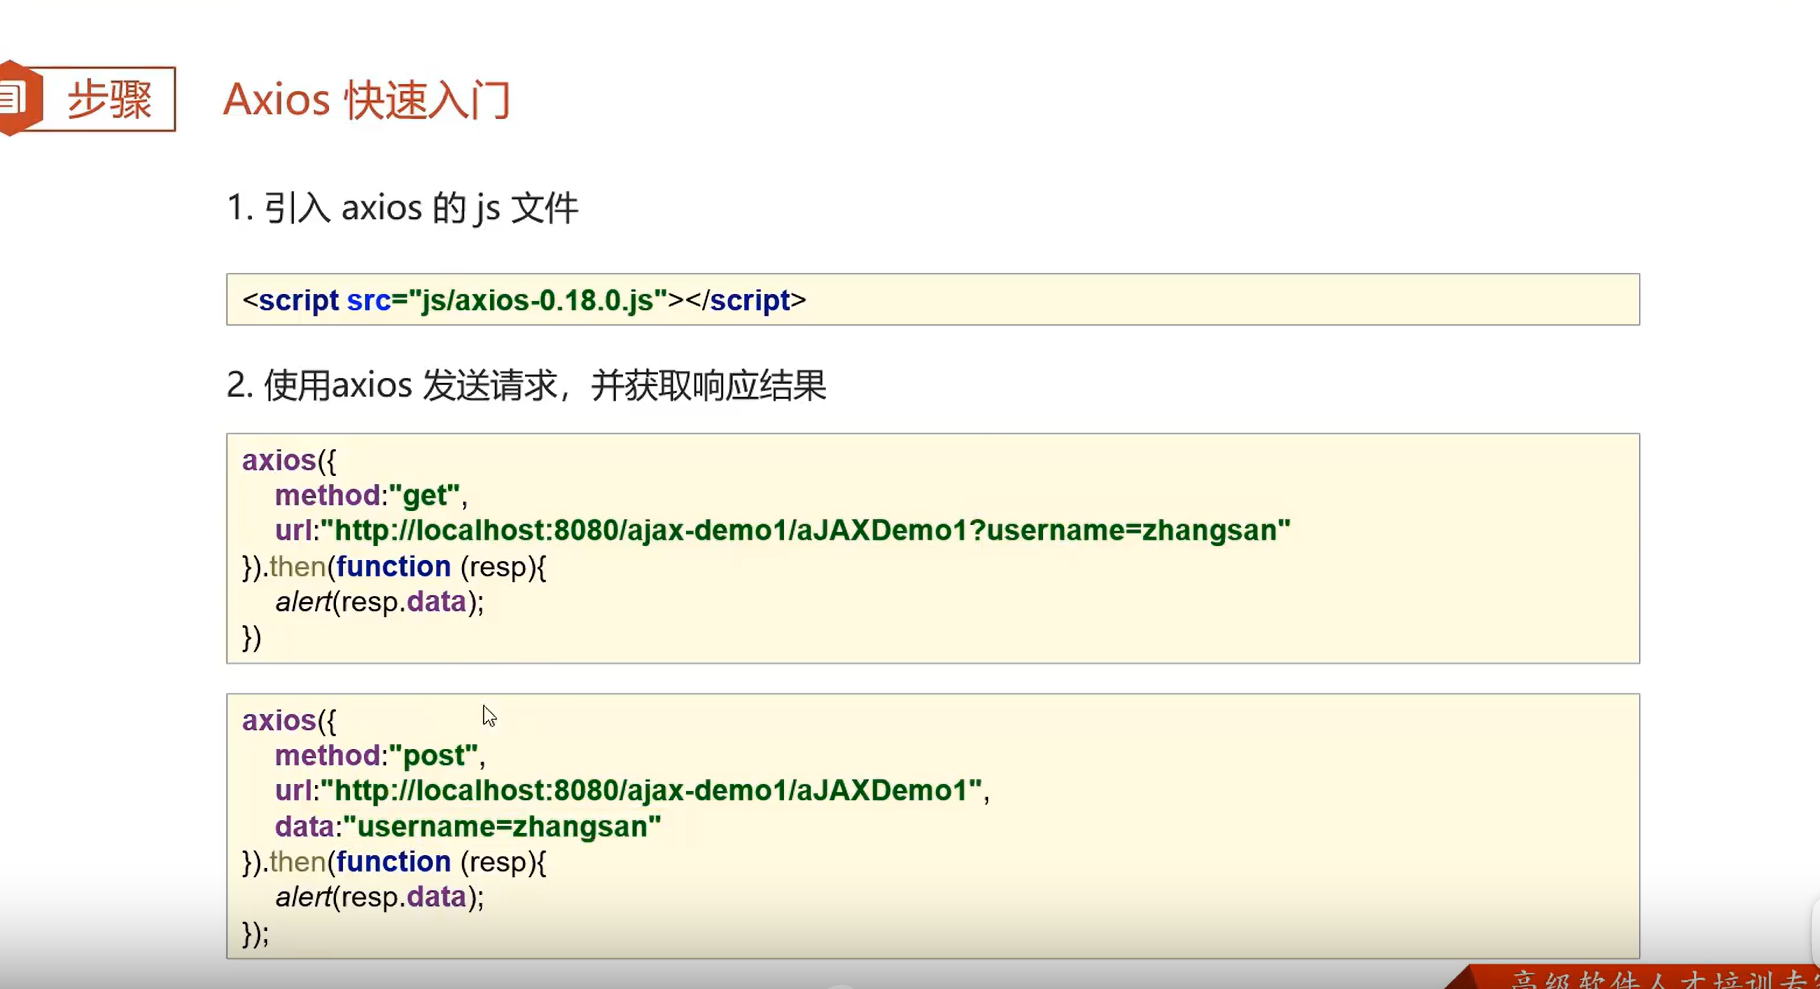 步骤
Axios 快速入门
1. 引入 axios 的 js 文件
<script src="js/axios-0.18.0.js"></script>
2. 使用axios 发送请求，并获取响应结果
axios({
    method:"get",
    url:"http://localhost:8080/ajax-demo1/aJAXDemo1?username=zhangsan"
}).then(function (resp){
    alert(resp.data);
})
axios({
    method:"post",
    url:"http://localhost:8080/ajax-demo1/aJAXDemo1",
    data:"username=zhangsan"
}).then(function (resp){
    alert(resp.data);
});
高级软件人才培训专